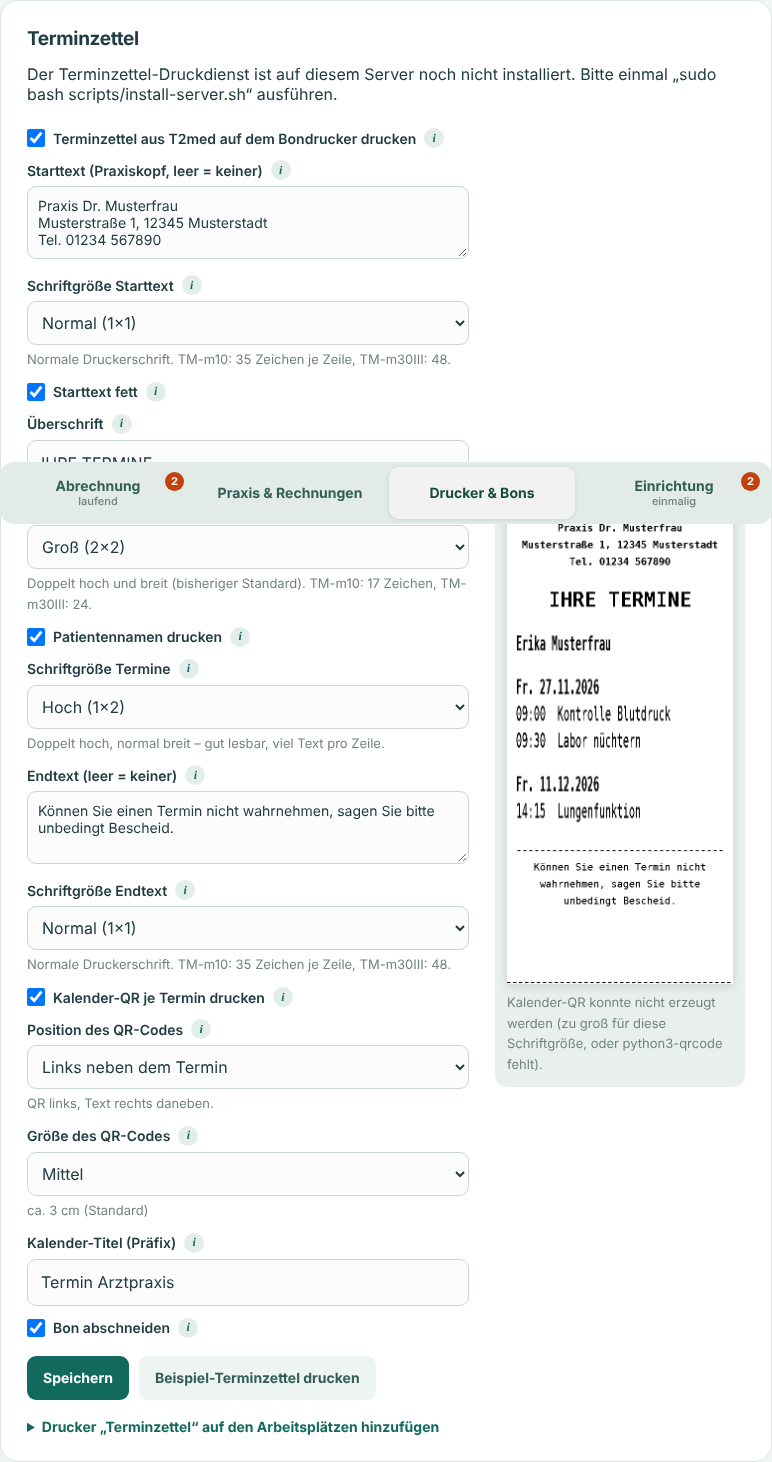 Terminzettel
Der Terminzettel-Druckdienst ist auf diesem Server noch nicht installiert. Bitte einmal „sudo
bash scripts/install-server.sh“ ausführen.
Terminzettel aus T2med auf dem Bondrucker drucken i
Starttext (Praxiskopf, leer = keiner) i
Praxis Dr. Musterfrau
Musterstraße 1, 12345 Musterstadt
Tel. 01234 567890
Schriftgröße Starttext i
Normal (1×1)
Normale Druckerschrift. TM-m10: 35 Zeichen je Zeile, TM-m30III: 48.
Starttext fett i
Überschrift i
IHRE TERMINE
Abrechnung 2
laufend
Praxis & Rechnungen
Drucker & Bons
Einrichtung 2
einmalig
Groß (2×2)
Doppelt hoch und breit (bisheriger Standard). TM-m10: 17 Zeichen, TM-
m30III: 24.
Patientennamen drucken i
Schriftgröße Termine i
Hoch (1×2)
Doppelt hoch, normal breit – gut lesbar, viel Text pro Zeile.
Endtext (leer = keiner) i
Können Sie einen Termin nicht wahrnehmen, sagen Sie bitte
unbedingt Bescheid.
Schriftgröße Endtext i
Normal (1×1)
Normale Druckerschrift. TM-m10: 35 Zeichen je Zeile, TM-m30III: 48.
Kalender-QR je Termin drucken i
Position des QR-Codes i
Links neben dem Termin
QR links, Text rechts daneben.
Größe des QR-Codes i
Mittel
ca. 3 cm (Standard)
Kalender-Titel (Präfix) i
Termin Arztpraxis
Bon abschneiden i
Speichern
Beispiel-Terminzettel drucken
Drucker „Terminzettel“ auf den Arbeitsplätzen hinzufügen
Praxis Dr. Musterfrau
Musterstraße 1, 12345 Musterstadt
Tel. 01234 567890
IHRE TERMINE
Erika Musterfrau
Fr. 27.11.2026
09:00 Kontrolle Blutdruck
09:30 Labor nüchtern
Fr. 11.12.2026
14:15 Lungenfunktion
Können Sie einen Termin nicht
wahrnehmen, sagen Sie bitte
unbedingt Bescheid.
Kalender-QR konnte nicht erzeugt
werden (zu groß für diese
Schriftgröße, oder python3-qrcode
fehlt).